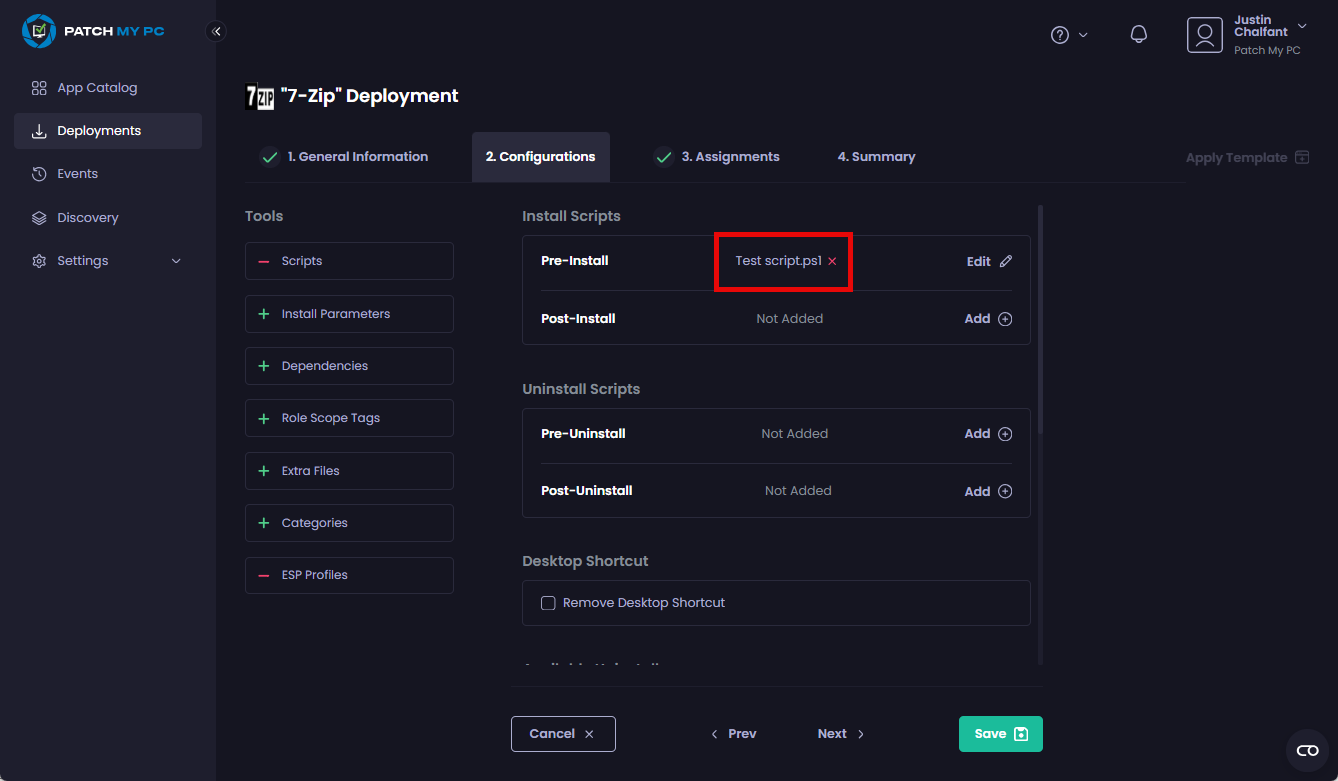 PATCH MY PC
Justin
Chalfant
Patch My PC
App Catalog
Deployments
Events
Discovery
Settings
7ZIP "7-Zip" Deployment
1. General Information
2. Configurations
3. Assignments
4. Summary
Apply Template
Tools
Scripts
Install Parameters
Dependencies
Role Scope Tags
Extra Files
Categories
ESP Profiles
Install Scripts
Pre-Install Test script.ps1 Edit
Post-Install Not Added Add
Uninstall Scripts
Pre-Uninstall Not Added Add
Post-Uninstall Not Added Add
Desktop Shortcut
Remove Desktop Shortcut
Cancel Prev Next Save